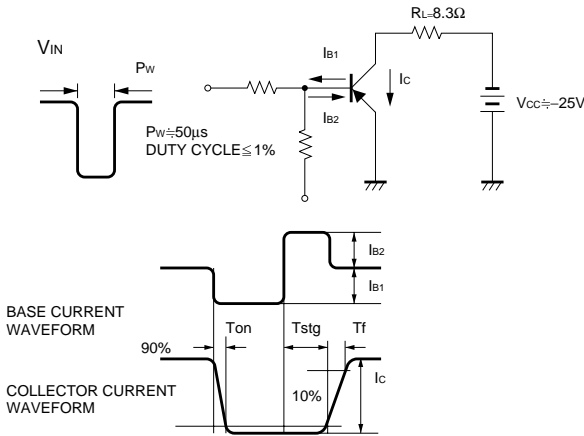 RL=8.3Ω
VIN
PW
IB1
IC
IB2
VCC≒−25V
PW≒50μs
DUTY CYCLE≦1%
IB2
IB1
BASE CURRENT
WAVEFORM
Ton
Tstg
Tf
90%
IC
10%
COLLECTOR CURRENT
WAVEFORM